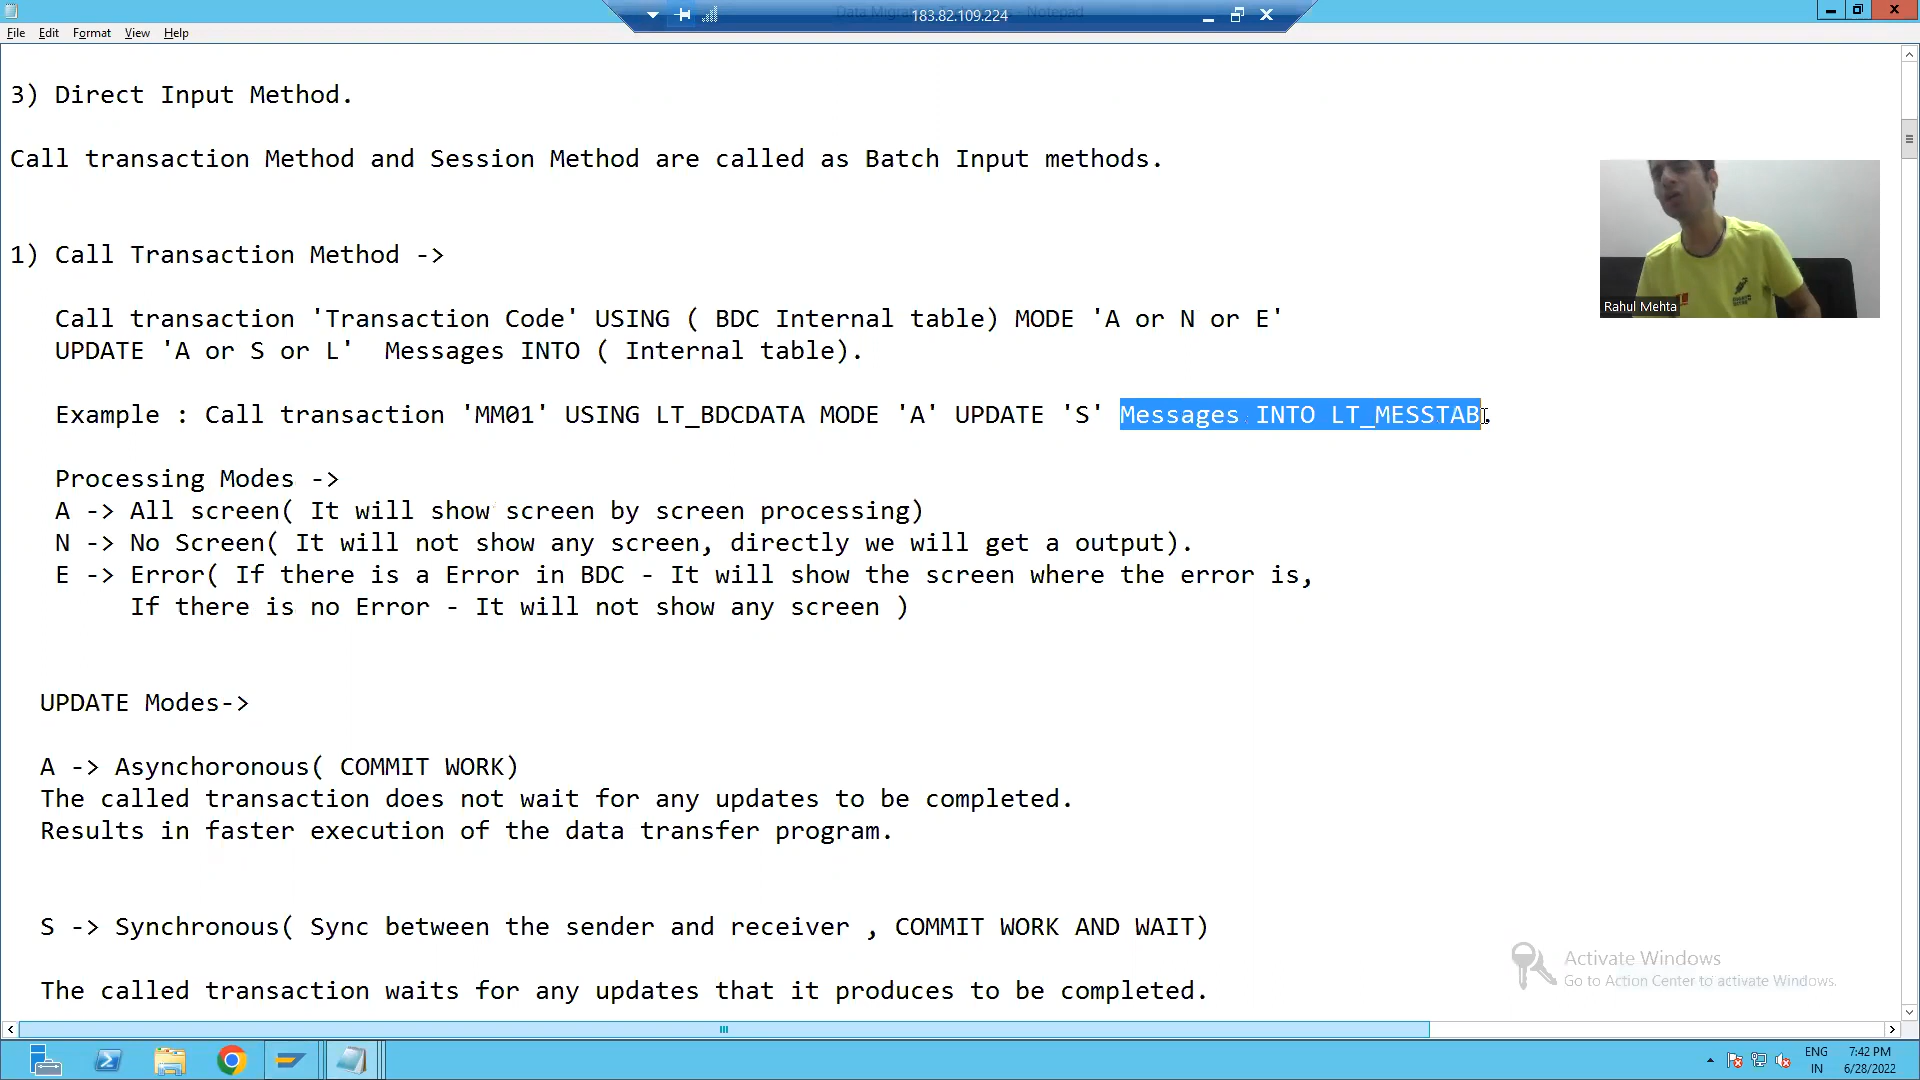 Data Migra
- Notepad
183.82.109.224
File Edit Format View Help
3) Direct Input Method.
Call transaction Method and Session Method are called as Batch Input methods.
1) Call Transaction Method ->
Call transaction 'Transaction Code' USING ( BDC Internal table) MODE 'A or N or E'
UPDATE 'A or S or L'  Messages INTO ( Internal table).
Example : Call transaction 'MM01' USING LT_BDCDATA MODE 'A' UPDATE 'S' Messages INTO LT_MESSTAB.
Rahul Mehta
Processing Modes ->
A -> All screen( It will show screen by screen processing)
N -> No Screen( It will not show any screen, directly we will get a output).
E -> Error( If there is a Error in BDC - It will show the screen where the error is,
If there is no Error - It will not show any screen )
UPDATE Modes->
A -> Asynchoronous( COMMIT WORK)
The called transaction does not wait for any updates to be completed.
Results in faster execution of the data transfer program.
S -> Synchronous( Sync between the sender and receiver , COMMIT WORK AND WAIT)
The called transaction waits for any updates that it produces to be completed.
Activate Windows
Go to Action Center to activate Windows.
ENG 7:42 PM
IN 6/28/2022